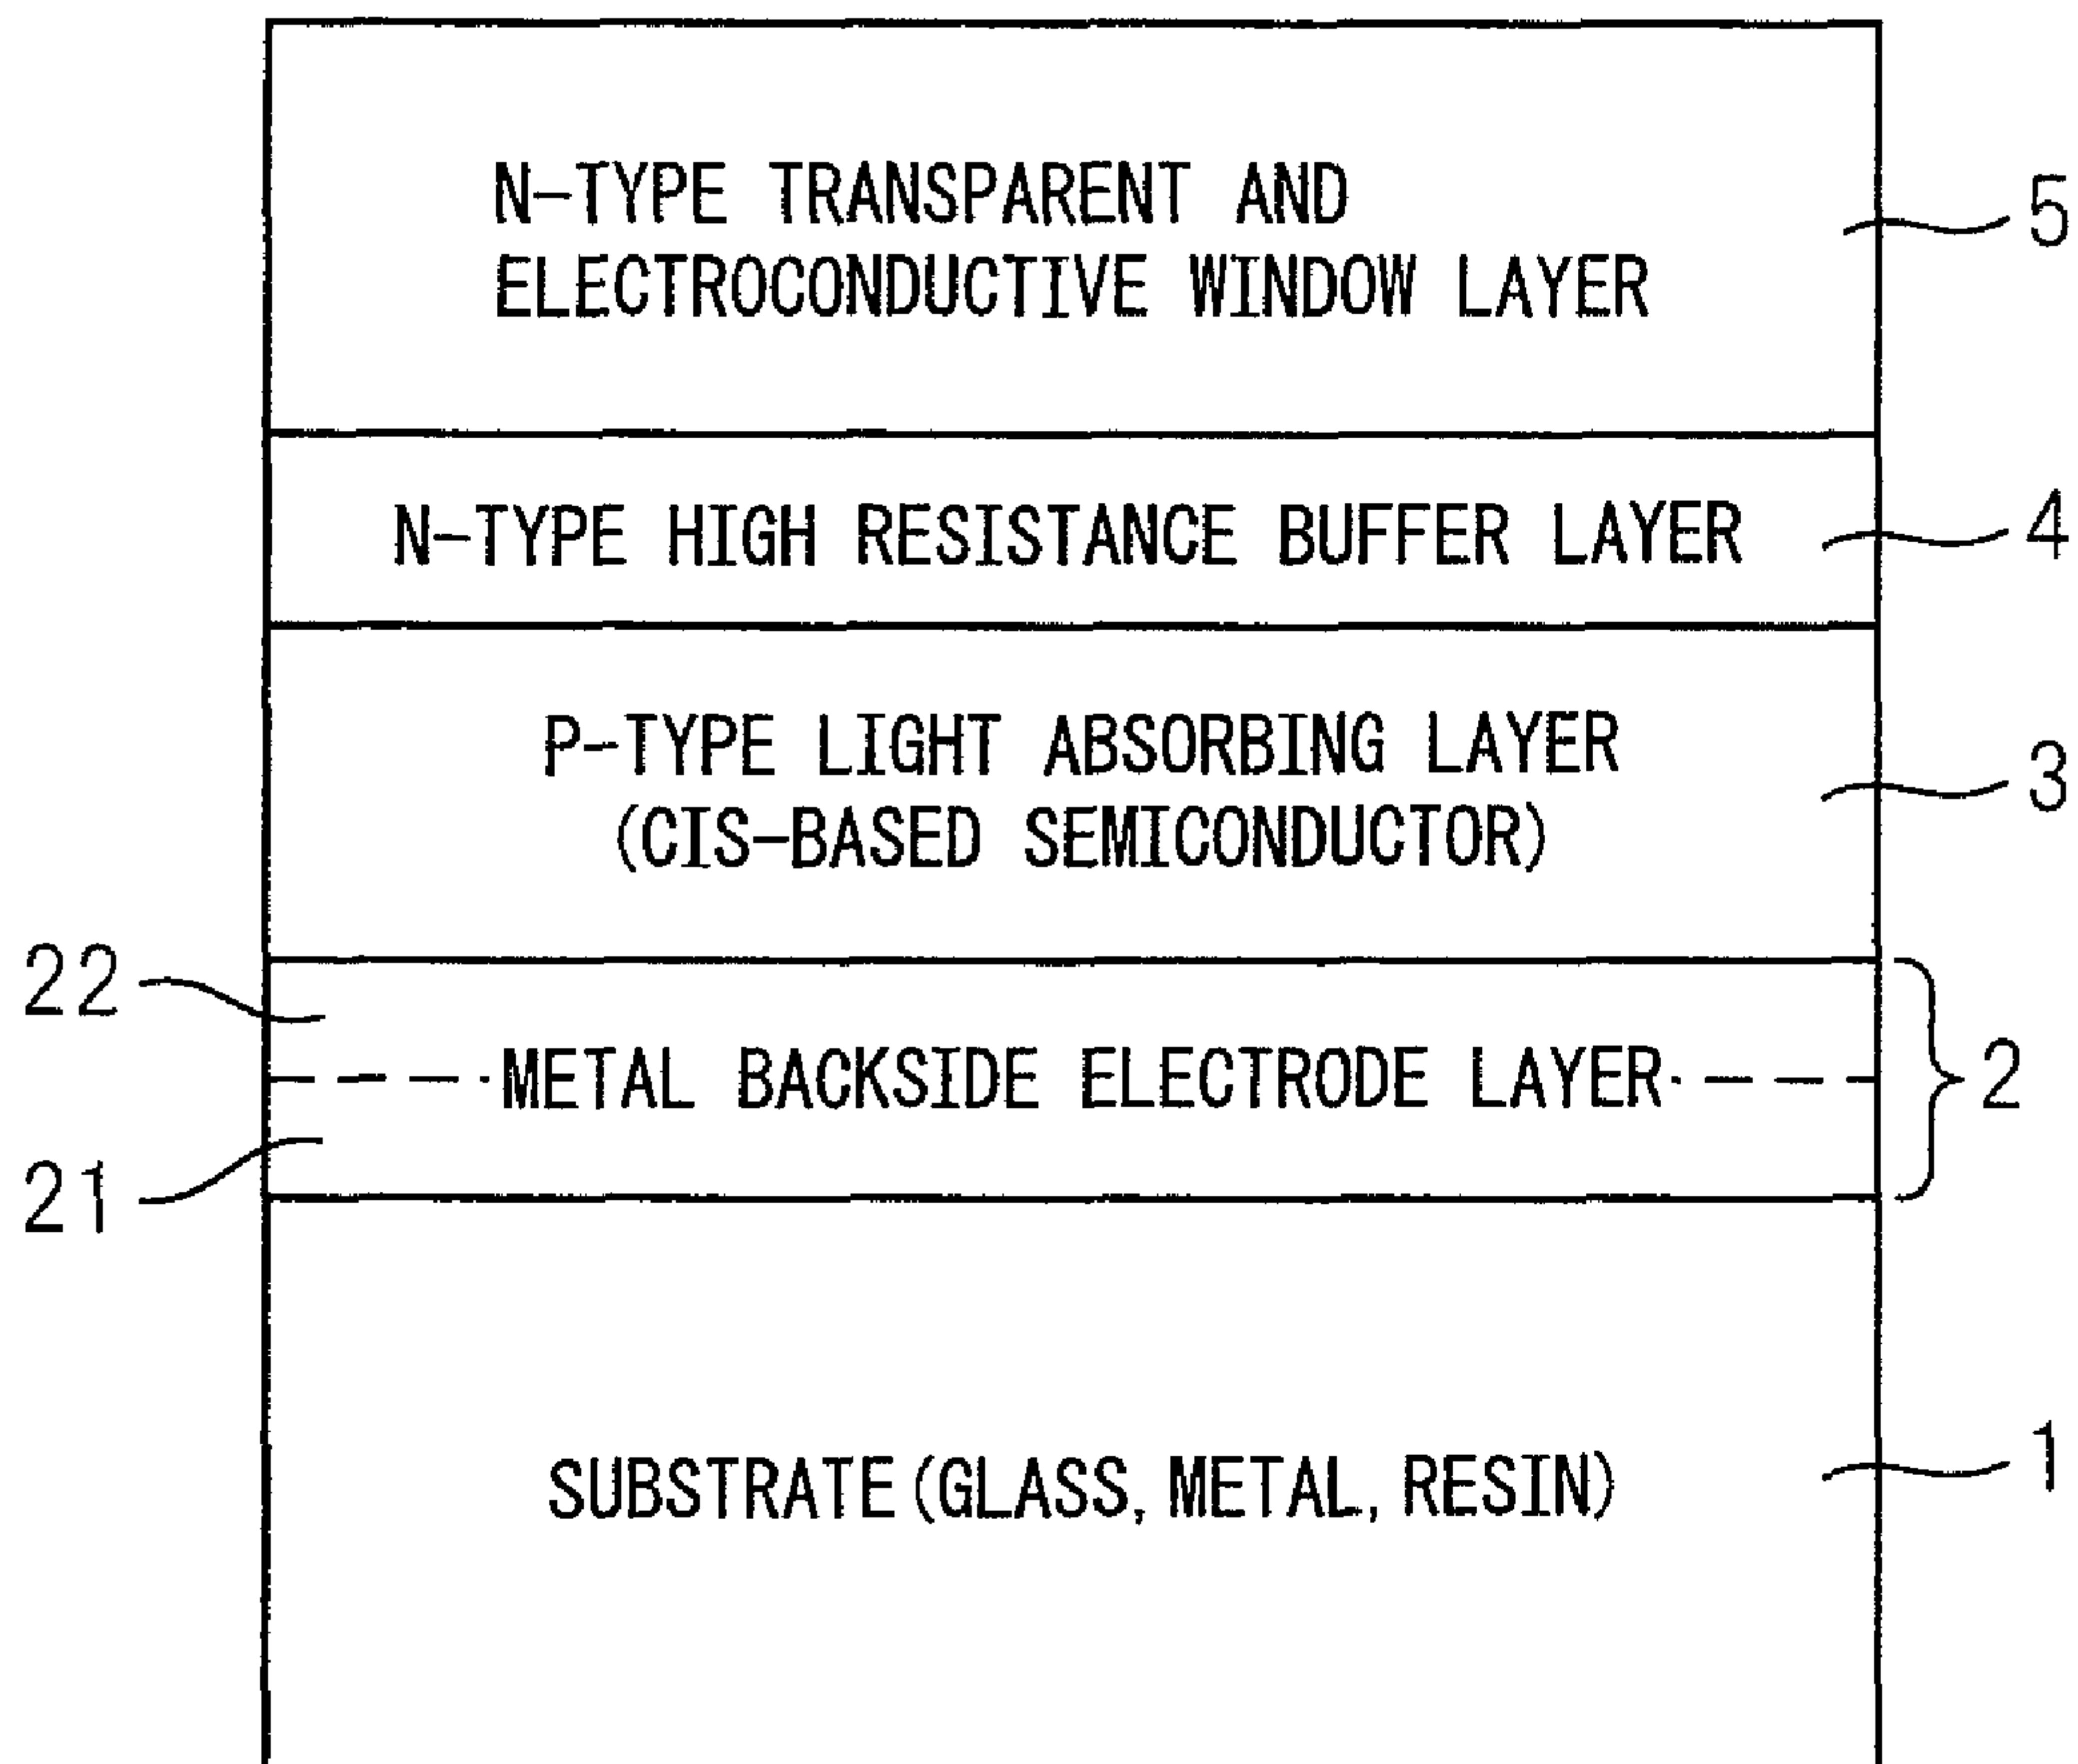 N-TYPE TRANSPARENT AND
ELECTROCONDUCTIVE WINDOW LAYER
5
N-TYPE HIGH RESISTANCE BUFFER LAYER
4
P-TYPE LIGHT ABSORBING LAYER
(CIS-BASED SEMICONDUCTOR)
3
22
METAL BACKSIDE ELECTRODE LAYER
2
21
SUBSTRATE(GLASS, METAL, RESIN)
1